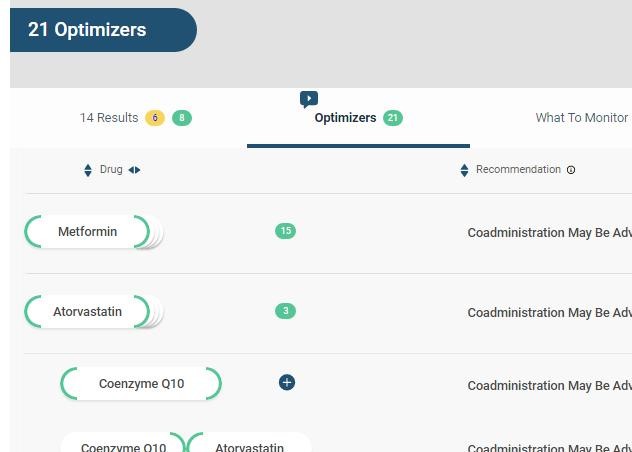 21 Optimizers
14 Results 6 8 Optimizers 21 What To Monitor
Drug Recommendation
Metformin 15 Coadministration May Be Adv
Atorvastatin 3 Coadministration May Be Adv
Coenzyme Q10 Coadministration May Be Adv
Coenzyme Q10 Atorvastatin Coadministration May Be Adv